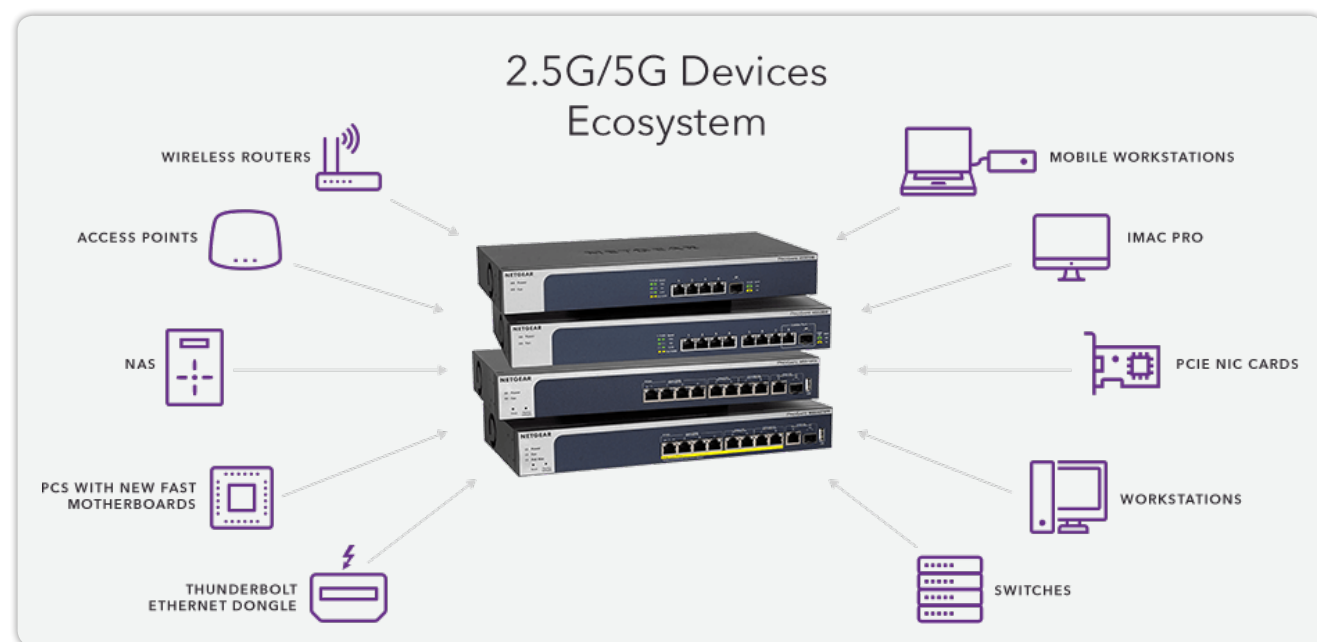 2.5G/5G Devices
Ecosystem
WIRELESS ROUTERS
MOBILE WORKSTATIONS
ACCESS POINTS
IMAC PRO
NAS
PCIE NIC CARDS
PCS WITH NEW FAST
MOTHERBOARDS
WORKSTATIONS
THUNDERBOLT
ETHERNET DONGLE
SWITCHES
NETGEAR
NETGEAR
NETGEAR
NETGEAR
NETGEAR